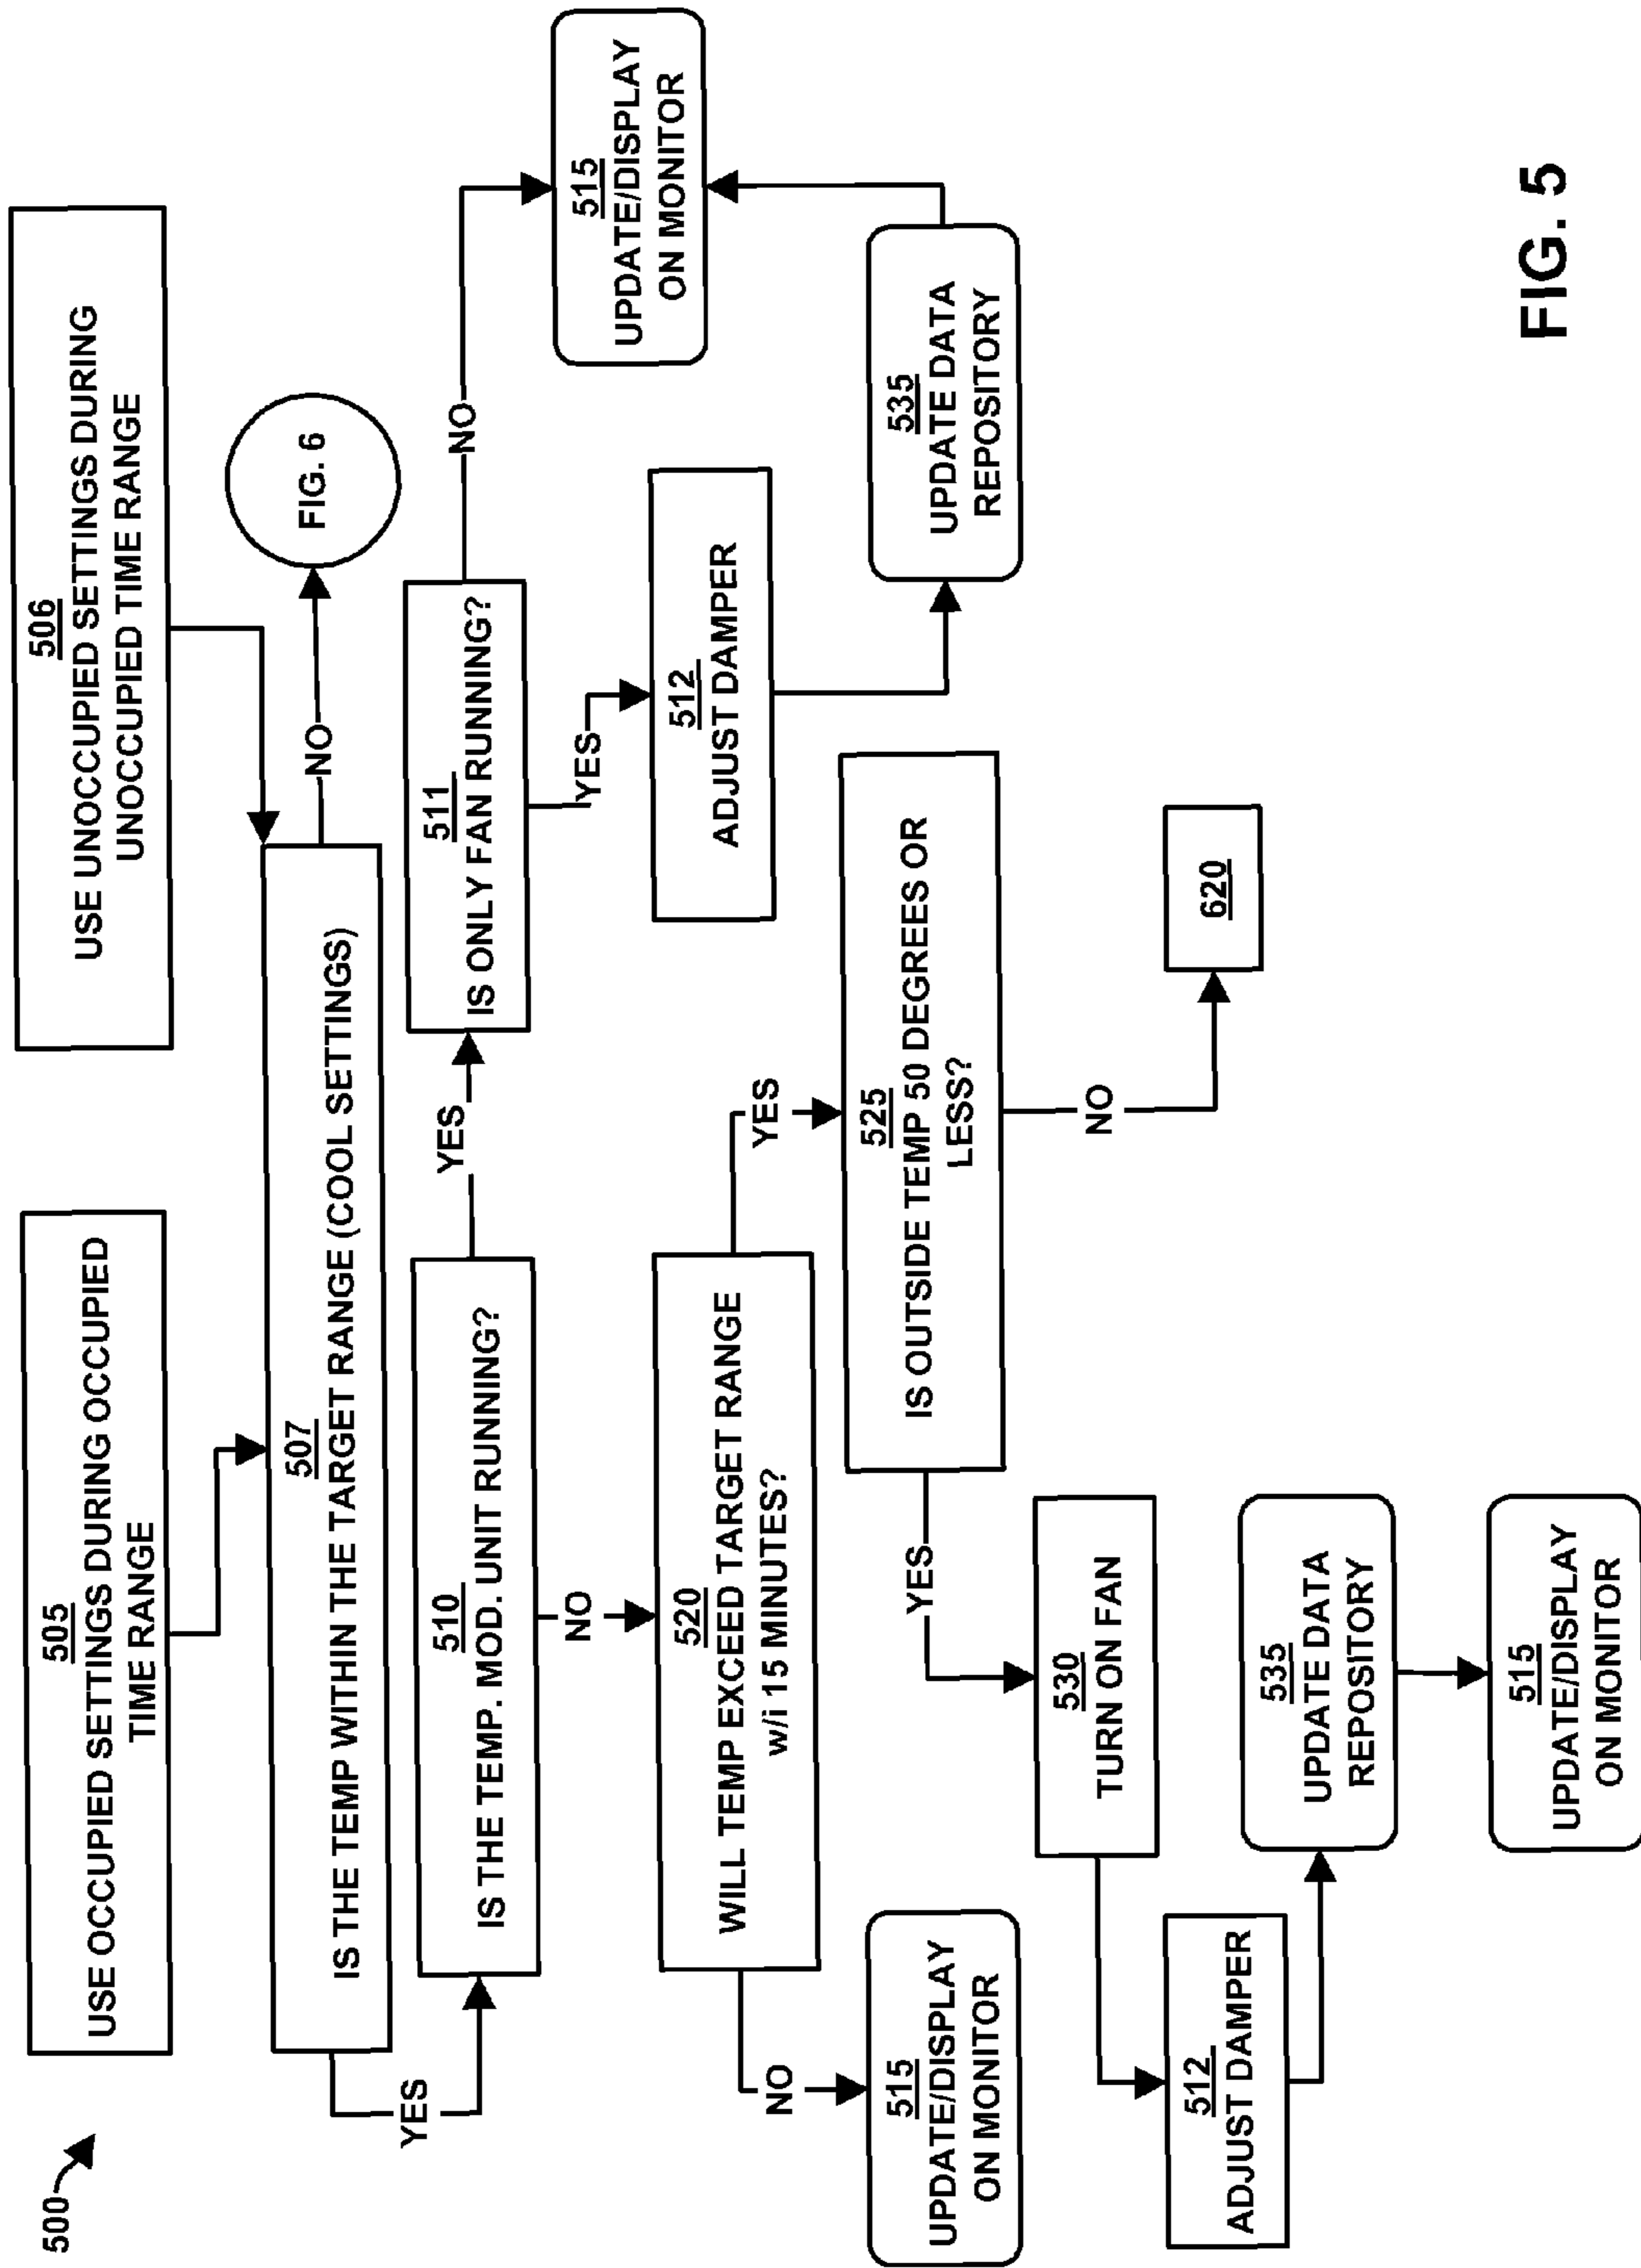 500
505
USE OCCUPIED SETTINGS DURING OCCUPIED
TIME RANGE
506
USE UNOCCUPIED SETTINGS DURING
UNOCCUPIED TIME RANGE
507
IS THE TEMP WITHIN THE TARGET RANGE (COOL SETTINGS)
NO
FIG. 6
YES
510
IS THE TEMP. MOD. UNIT RUNNING?
YES
511
IS ONLY FAN RUNNING?
NO
515
UPDATE/DISPLAY
ON MONITOR
NO
YES
520
WILL TEMP EXCEED TARGET RANGE
w/i 15 MINUTES?
512
ADJUST DAMPER
YES
535
UPDATE DATA
REPOSITORY
NO
515
UPDATE/DISPLAY
ON MONITOR
525
IS OUTSIDE TEMP 50 DEGREES OR
LESS?
YES
NO
530
TURN ON FAN
620
512
ADJUST DAMPER
535
UPDATE DATA
REPOSITORY
515
UPDATE/DISPLAY
ON MONITOR
FIG. 5